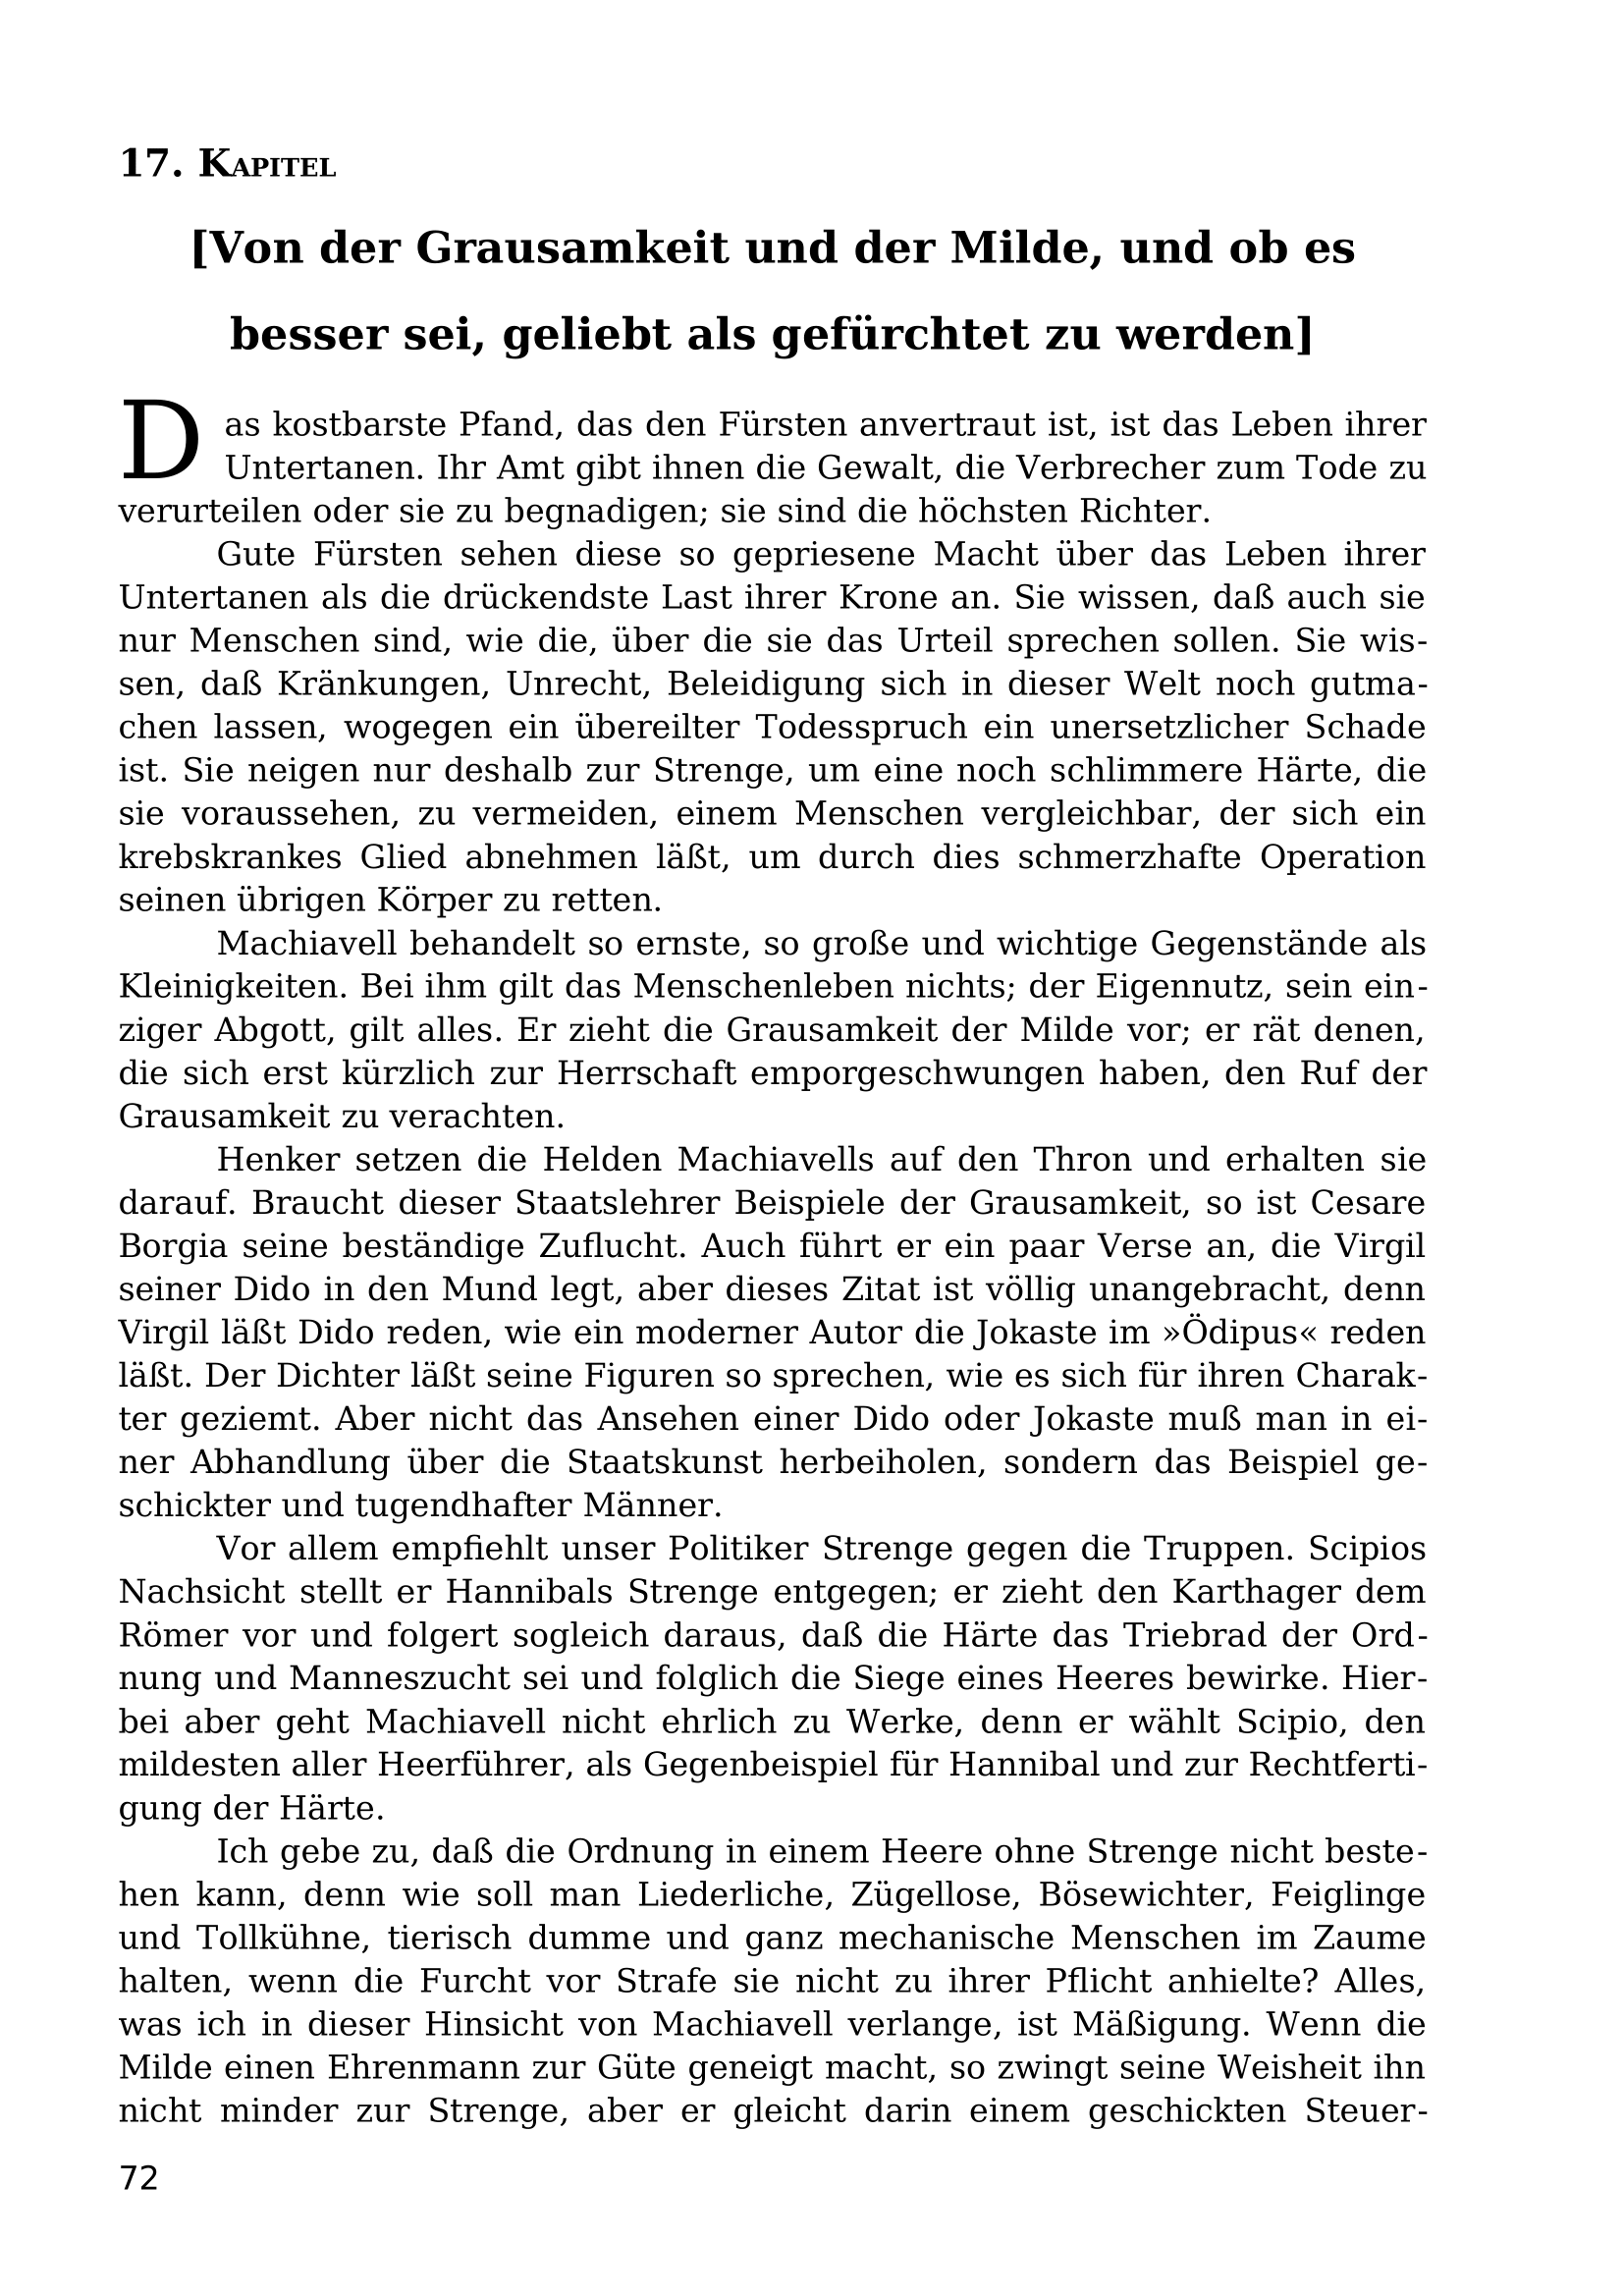 17. Kapitel
[Von der Grausamkeit und der Milde, und ob es
besser sei, geliebt als gefürchtet zu werden]
Das kostbarste Pfand, das den Fürsten anvertraut ist, ist das Leben ihrer
Untertanen. Ihr Amt gibt ihnen die Gewalt, die Verbrecher zum Tode zu
verurteilen oder sie zu begnadigen; sie sind die höchsten Richter.
Gute Fürsten sehen diese so gepriesene Macht über das Leben ihrer
Untertanen als die drückendste Last ihrer Krone an. Sie wissen, daß auch sie
nur Menschen sind, wie die, über die sie das Urteil sprechen sollen. Sie wis-
sen, daß Kränkungen, Unrecht, Beleidigung sich in dieser Welt noch gutma-
chen lassen, wogegen ein übereilter Todesspruch ein unersetzlicher Schade
ist. Sie neigen nur deshalb zur Strenge, um eine noch schlimmere Härte, die
sie voraussehen, zu vermeiden, einem Menschen vergleichbar, der sich ein
krebskrankes Glied abnehmen läßt, um durch dies schmerzhafte Operation
seinen übrigen Körper zu retten.
Machiavell behandelt so ernste, so große und wichtige Gegenstände als
Kleinigkeiten. Bei ihm gilt das Menschenleben nichts; der Eigennutz, sein ein-
ziger Abgott, gilt alles. Er zieht die Grausamkeit der Milde vor; er rät denen,
die sich erst kürzlich zur Herrschaft emporgeschwungen haben, den Ruf der
Grausamkeit zu verachten.
Henker setzen die Helden Machiavells auf den Thron und erhalten sie
darauf. Braucht dieser Staatslehrer Beispiele der Grausamkeit, so ist Cesare
Borgia seine beständige Zuflucht. Auch führt er ein paar Verse an, die Virgil
seiner Dido in den Mund legt, aber dieses Zitat ist völlig unangebracht, denn
Virgil läßt Dido reden, wie ein moderner Autor die Jokaste im »Ödipus« reden
läßt. Der Dichter läßt seine Figuren so sprechen, wie es sich für ihren Charak-
ter geziemt. Aber nicht das Ansehen einer Dido oder Jokaste muß man in ei-
ner Abhandlung über die Staatskunst herbeiholen, sondern das Beispiel ge-
schickter und tugendhafter Männer.
Vor allem empfiehlt unser Politiker Strenge gegen die Truppen. Scipios
Nachsicht stellt er Hannibals Strenge entgegen; er zieht den Karthager dem
Römer vor und folgert sogleich daraus, daß die Härte das Triebrad der Ord-
nung und Manneszucht sei und folglich die Siege eines Heeres bewirke. Hier-
bei aber geht Machiavell nicht ehrlich zu Werke, denn er wählt Scipio, den
mildesten aller Heerführer, als Gegenbeispiel für Hannibal und zur Rechtferti-
gung der Härte.
Ich gebe zu, daß die Ordnung in einem Heere ohne Strenge nicht beste-
hen kann, denn wie soll man Liederliche, Zügellose, Bösewichter, Feiglinge
und Tollkühne, tierisch dumme und ganz mechanische Menschen im Zaume
halten, wenn die Furcht vor Strafe sie nicht zu ihrer Pflicht anhielte? Alles,
was ich in dieser Hinsicht von Machiavell verlange, ist Mäßigung. Wenn die
Milde einen Ehrenmann zur Güte geneigt macht, so zwingt seine Weisheit ihn
nicht minder zur Strenge, aber er gleicht darin einem geschickten Steuer-
72